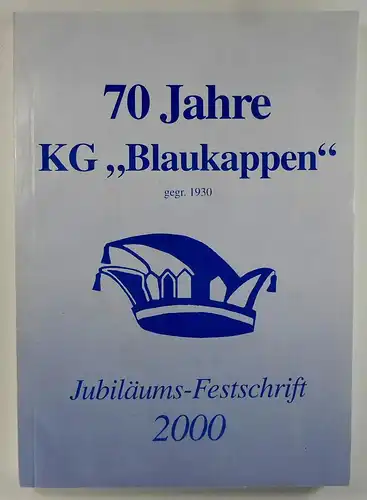 70 Jahre
KG „Blaukappen“
gegr. 1930
Jubiläums-Festschrift
2000